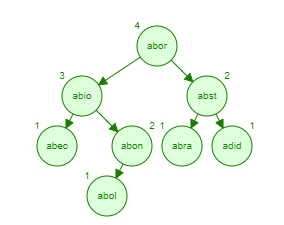 4
abor
3 2
abio abst
1 2 1 1
abec abon abra adid
1
abol